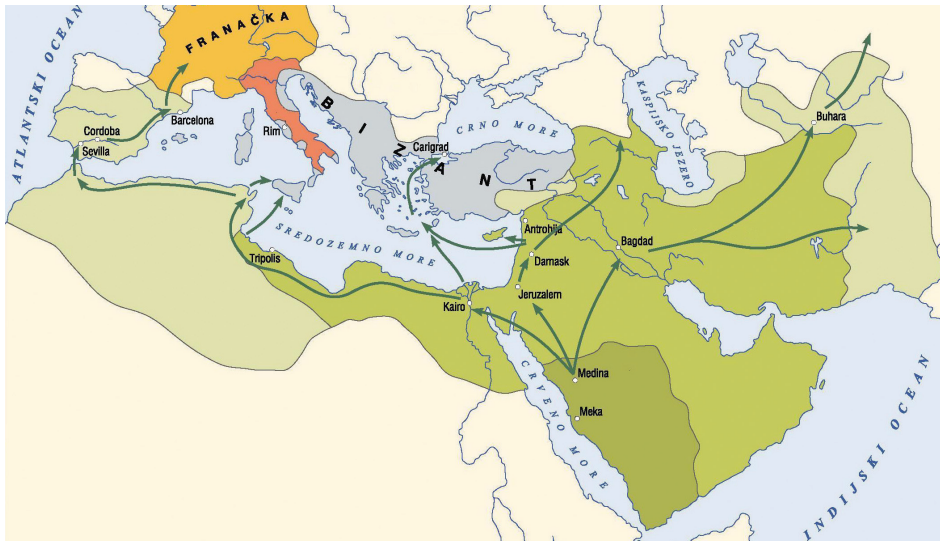 FRANAČKA
ATLANTSKI OCEAN
BIZANT
Barcelona
Cordoba
Sevilla
Rim
Carigrad
CRNO MORE
KASPIJSKO JEZERO
Buhara
SREDOZEMNO MORE
Tripolis
Antiohija
Damask
Bagdad
Jeruzalem
Kairo
CRVENO MORE
Medina
Meka
INDIJSKI OCEAN